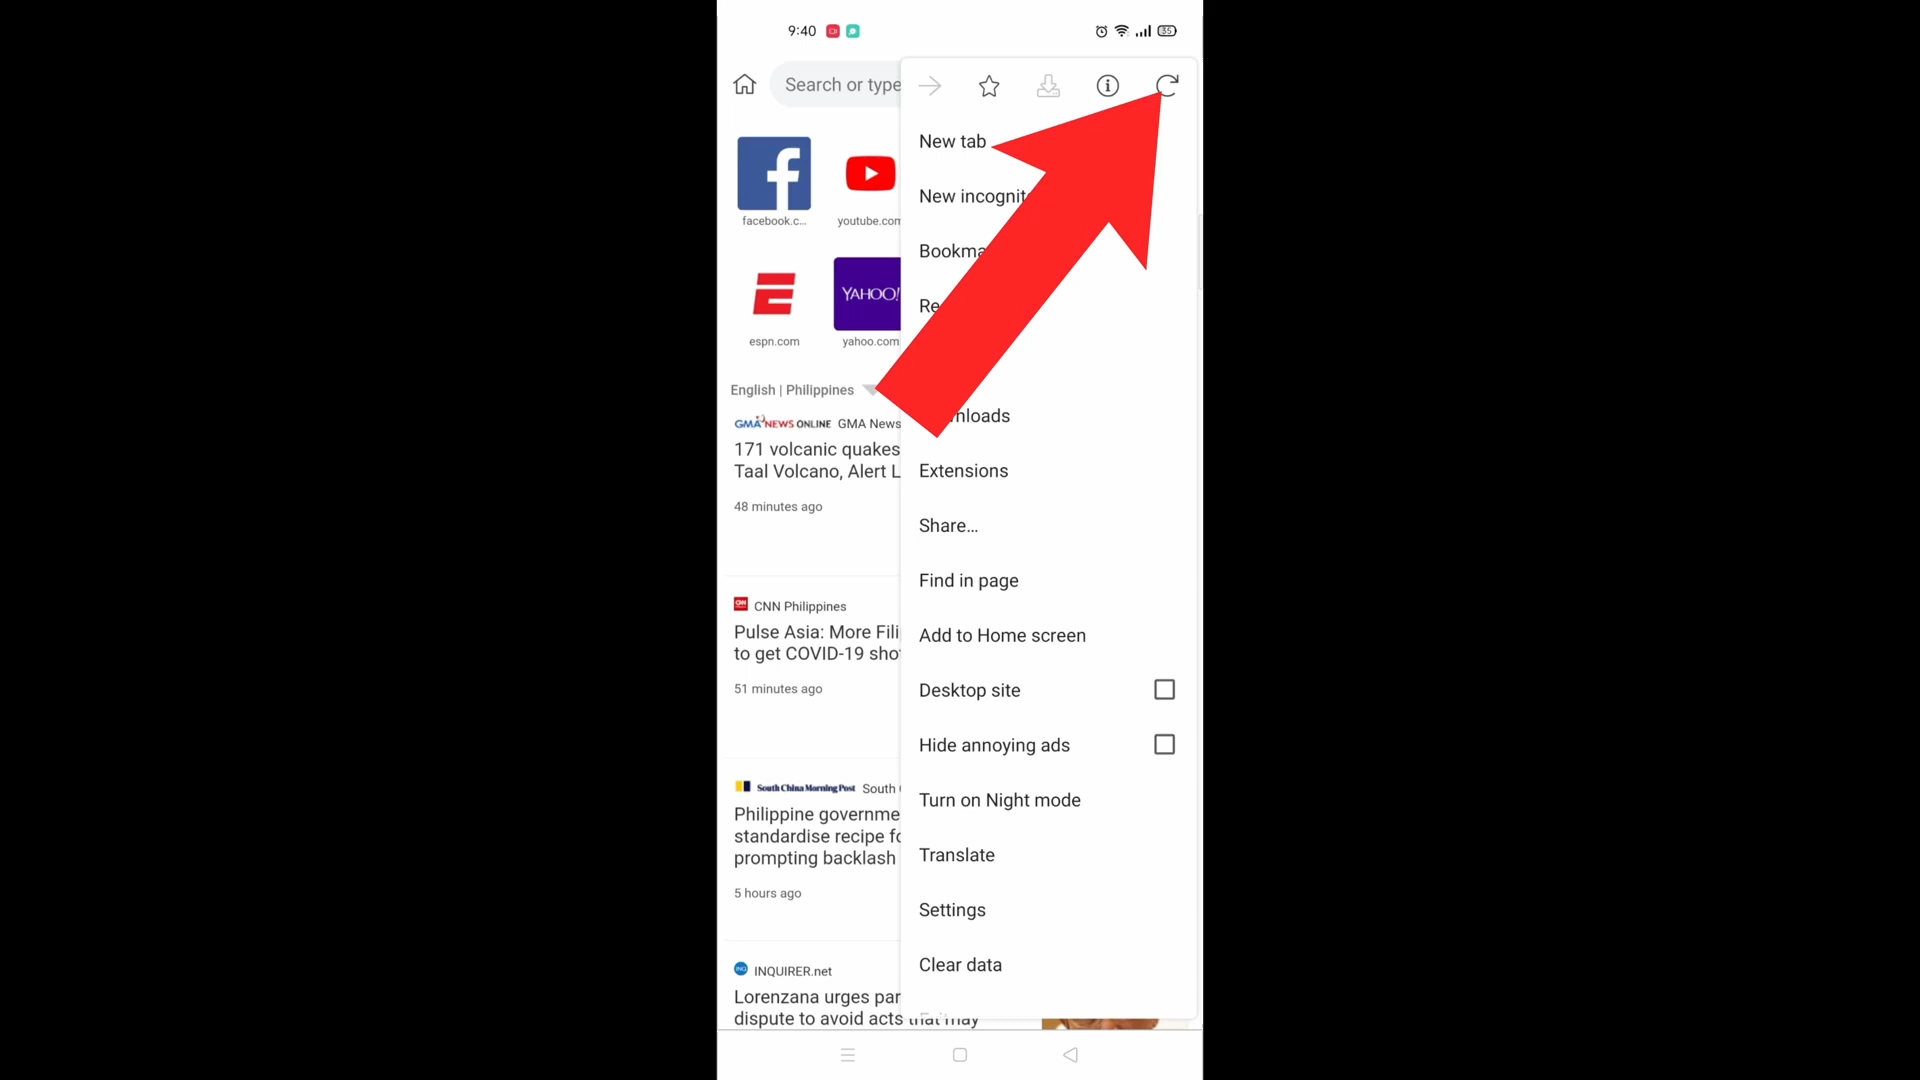 9:40
35
Search or type
New tab
New incognit
Bookma
Re
nloads
Extensions
Share...
Find in page
Add to Home screen
Desktop site
Hide annoying ads
Turn on Night mode
Translate
Settings
Clear data
facebook.c...
youtube.com
YAHOO!
espn.com
yahoo.com
English | Philippines
GMA NEWS ONLINE GMA News
171 volcanic quakes
Taal Volcano, Alert L
48 minutes ago
CNN Philippines
Pulse Asia: More Fili
to get COVID-19 sho
51 minutes ago
South China Morning Post South
Philippine governme
standardise recipe fo
prompting backlash
5 hours ago
INQ INQUIRER.net
Lorenzana urges par
dispute to avoid acts that may